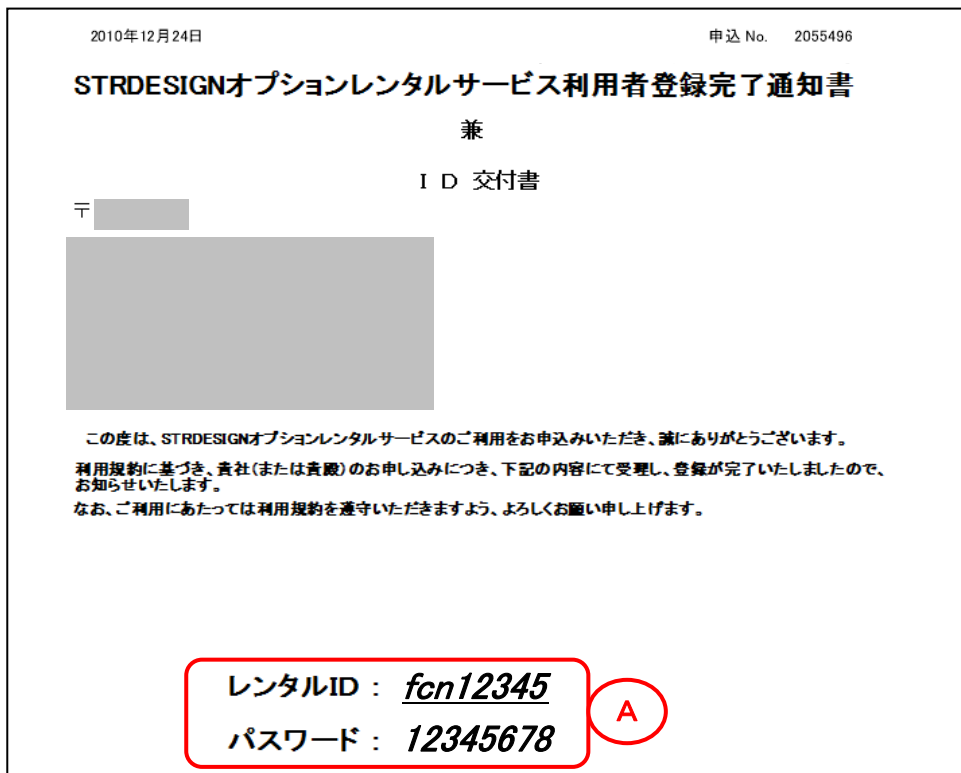 2010年12月24日 申込 No. 2055496
STRDESIGNオプションレンタルサービス利用者登録完了通知書
兼
ＩＤ 交付書
〒
この度は、STRDESIGNオプションレンタルサービスのご利用をお申込みいただき、誠にありがとうございます。
利用規約に基づき、貴社(または貴殿)のお申し込みにつき、下記の内容にて受理し、登録が完了いたしましたので、
お知らせいたします。
なお、ご利用にあたっては利用規約を遵守いただきますよう、よろしくお願い申し上げます。
レンタルID : fcn12345
パスワード : 12345678
A